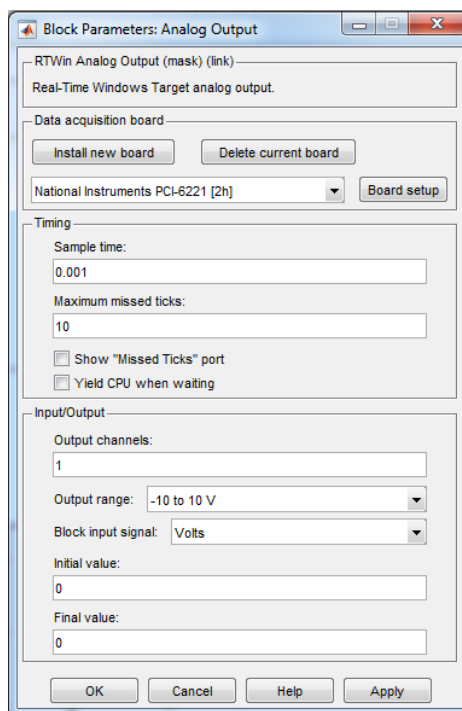 Block Parameters: Analog Output
RTWin Analog Output (mask) (link)
Real-Time Windows Target analog output.
Data acquisition board
Install new board Delete current board
National Instruments PCI-6221 [2h] Board setup
Timing
Sample time:
0.001
Maximum missed ticks:
10
Show "Missed Ticks" port
Yield CPU when waiting
Input/Output
Output channels:
1
Output range: -10 to 10 V
Block input signal: Volts
Initial value:
0
Final value:
0
OK Cancel Help Apply